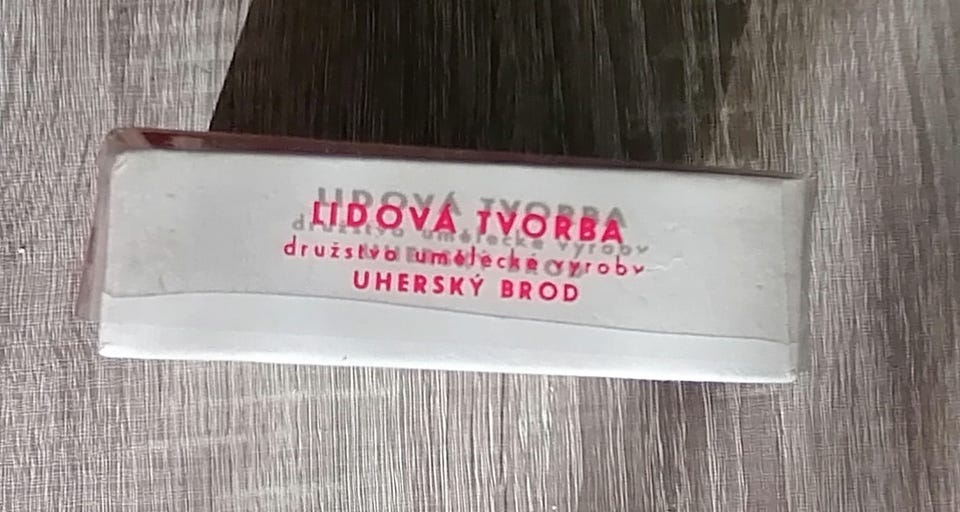 LIDOVÁ TVORBA
družstvo umělecké výroby
UHERSKÝ BROD